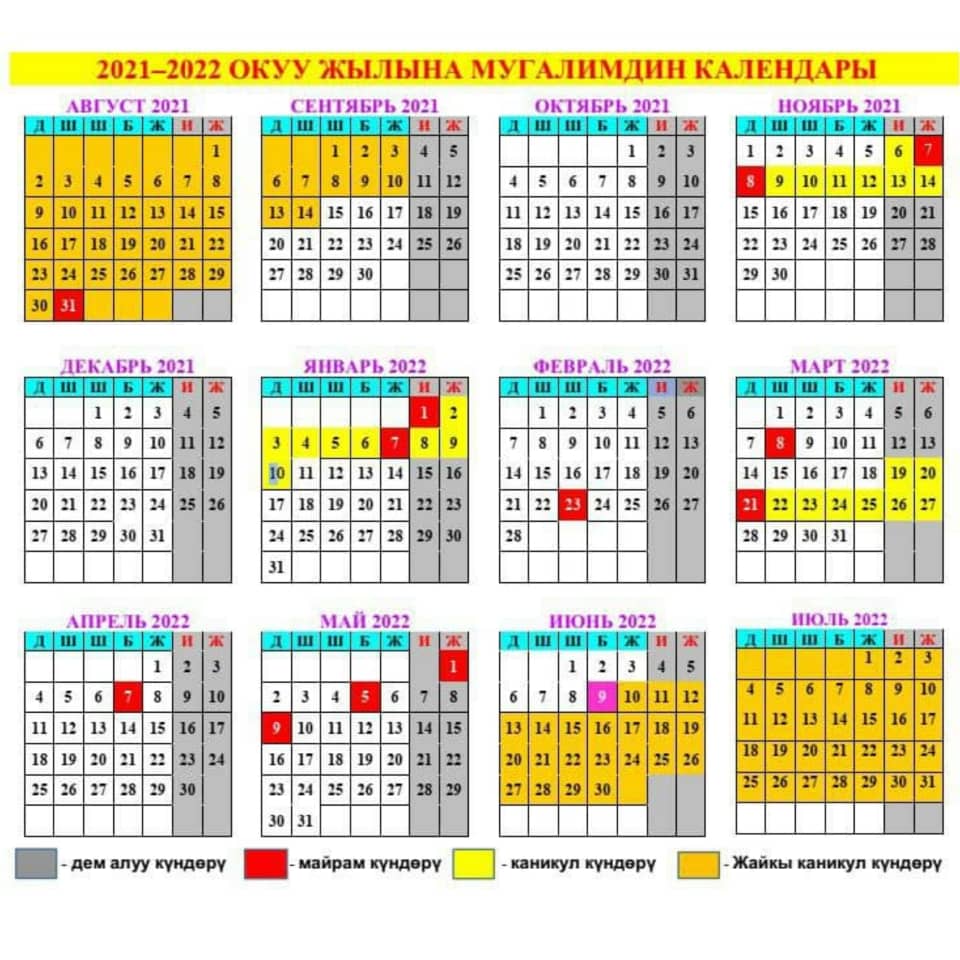 2021–2022 ОКУУ ЖЫЛЫНА МУГАЛИМДИН КАЛЕНДАРЫ
АВГУСТ 2021
Д Ш Ш Б Ж И Ж
1
2 3 4 5 6 7 8
9 10 11 12 13 14 15
16 17 18 19 20 21 22
23 24 25 26 27 28 29
30 31
СЕНТЯБРЬ 2021
Д Ш Ш Б Ж И Ж
1 2 3 4 5
6 7 8 9 10 11 12
13 14 15 16 17 18 19
20 21 22 23 24 25 26
27 28 29 30
ОКТЯБРЬ 2021
Д Ш Ш Б Ж И Ж
1 2 3
4 5 6 7 8 9 10
11 12 13 14 15 16 17
18 19 20 21 22 23 24
25 26 27 28 29 30 31
НОЯБРЬ 2021
Д Ш Ш Б Ж И Ж
1 2 3 4 5 6 7
8 9 10 11 12 13 14
15 16 17 18 19 20 21
22 23 24 25 26 27 28
29 30
ДЕКАБРЬ 2021
Д Ш Ш Б Ж И Ж
1 2 3 4 5
6 7 8 9 10 11 12
13 14 15 16 17 18 19
20 21 22 23 24 25 26
27 28 29 30 31
ЯНВАРЬ 2022
Д Ш Ш Б Ж И Ж
1 2
3 4 5 6 7 8 9
10 11 12 13 14 15 16
17 18 19 20 21 22 23
24 25 26 27 28 29 30
31
ФЕВРАЛЬ 2022
Д Ш Ш Б Ж И Ж
1 2 3 4 5 6
7 8 9 10 11 12 13
14 15 16 17 18 19 20
21 22 23 24 25 26 27
28
МАРТ 2022
Д Ш Ш Б Ж И Ж
1 2 3 4 5 6
7 8 9 10 11 12 13
14 15 16 17 18 19 20
21 22 23 24 25 26 27
28 29 30 31
АПРЕЛЬ 2022
Д Ш Ш Б Ж И Ж
1 2 3
4 5 6 7 8 9 10
11 12 13 14 15 16 17
18 19 20 21 22 23 24
25 26 27 28 29 30
МАЙ 2022
Д Ш Ш Б Ж И Ж
1
2 3 4 5 6 7 8
9 10 11 12 13 14 15
16 17 18 19 20 21 22
23 24 25 26 27 28 29
30 31
ИЮНЬ 2022
Д Ш Ш Б Ж И Ж
1 2 3 4 5
6 7 8 9 10 11 12
13 14 15 16 17 18 19
20 21 22 23 24 25 26
27 28 29 30
ИЮЛЬ 2022
Д Ш Ш Б Ж И Ж
1 2 3
4 5 6 7 8 9 10
11 12 13 14 15 16 17
18 19 20 21 22 23 24
25 26 27 28 29 30 31
- дем алуу күндөрү - майрам күндөрү - каникул күндөрү - Жайкы каникул күндөрү